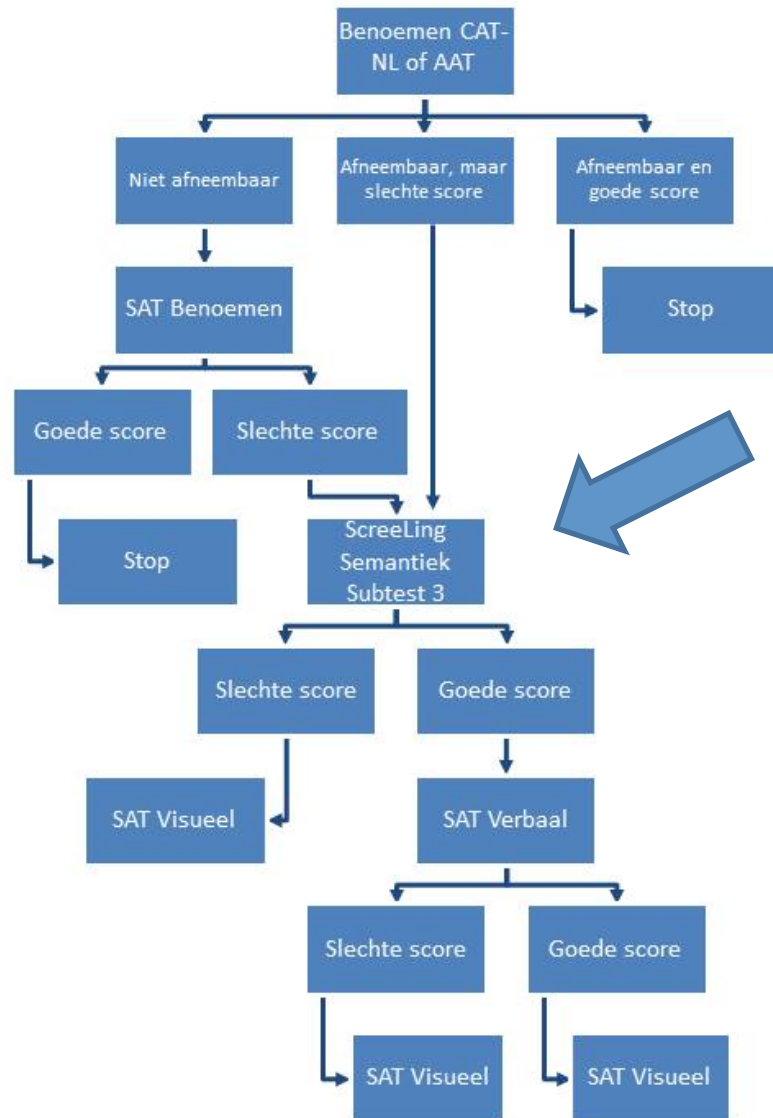 Benoemen CAT-
NL of AAT
Niet afneembaar
Afneembaar, maar
slechte score
Afneembaar en
goede score
SAT Benoemen
Stop
Goede score
Slechte score
Stop
ScreeLing
Semantiek
Subtest 3
Slechte score
Goede score
SAT Visueel
SAT Verbaal
Slechte score
Goede score
SAT Visueel
SAT Visueel